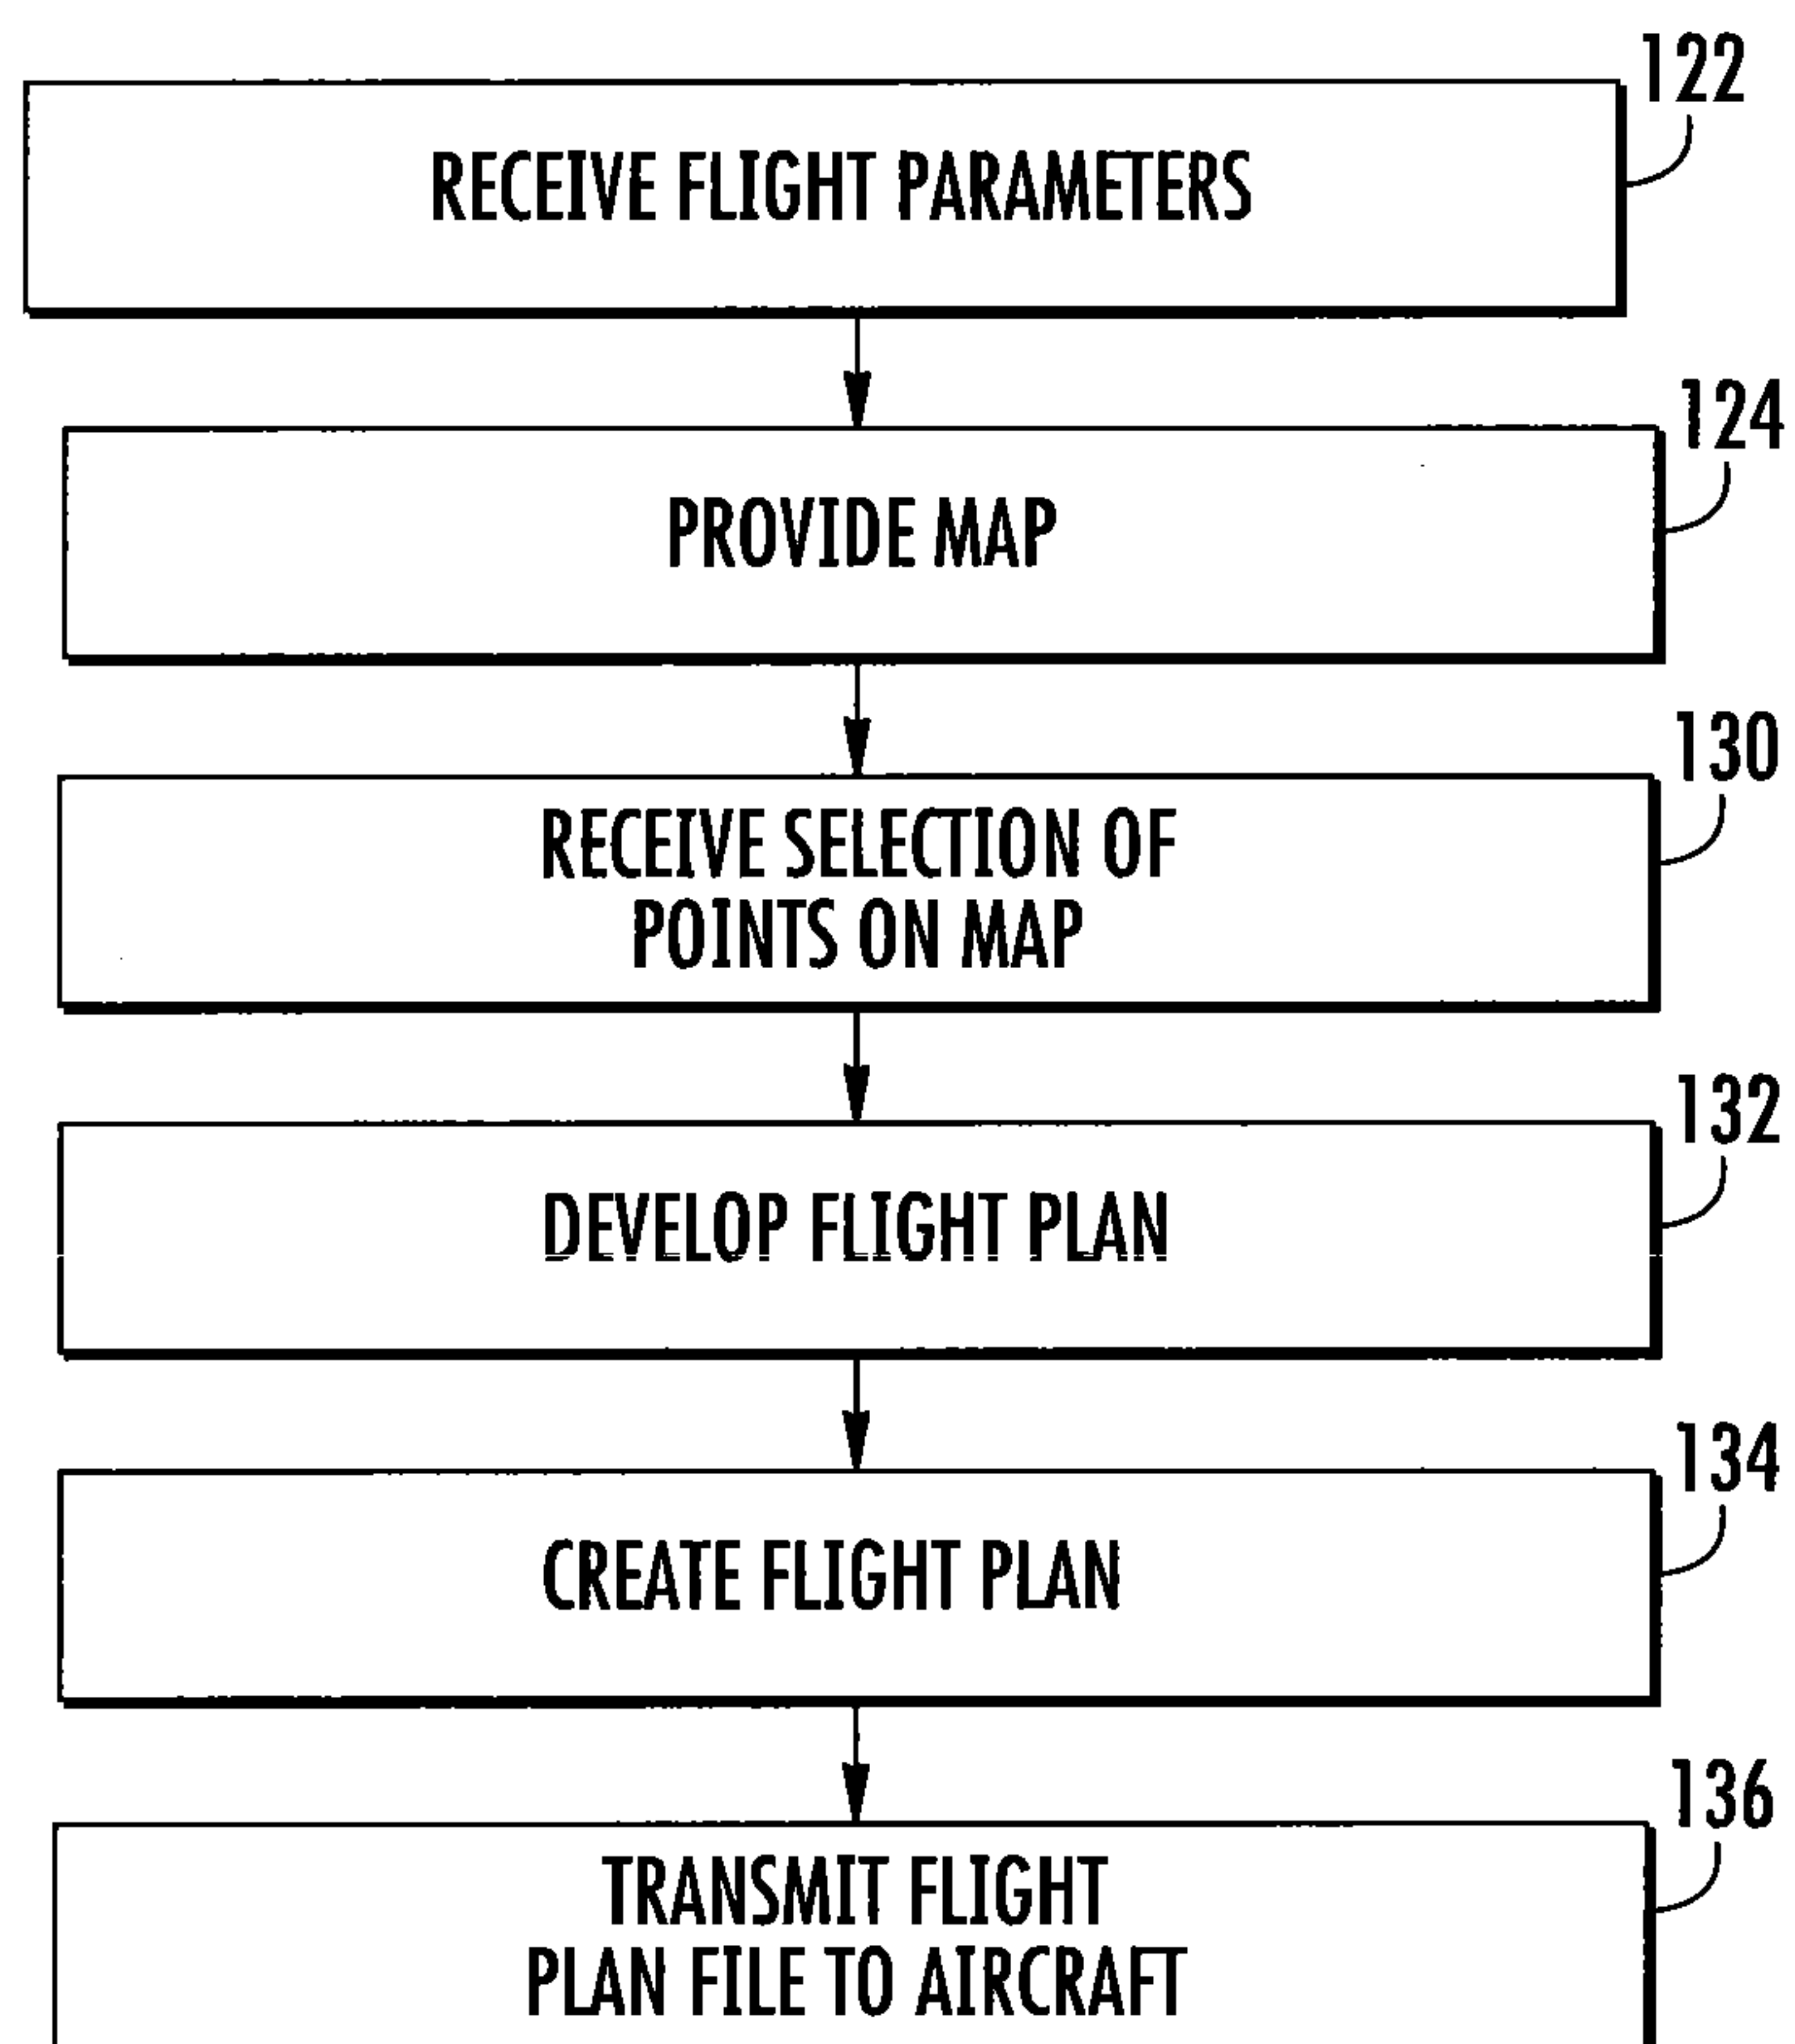 122
RECEIVE FLIGHT PARAMETERS
124
PROVIDE MAP
130
RECEIVE SELECTION OF
POINTS ON MAP
132
DEVELOP FLIGHT PLAN
134
CREATE FLIGHT PLAN
136
TRANSMIT FLIGHT
PLAN FILE TO AIRCRAFT